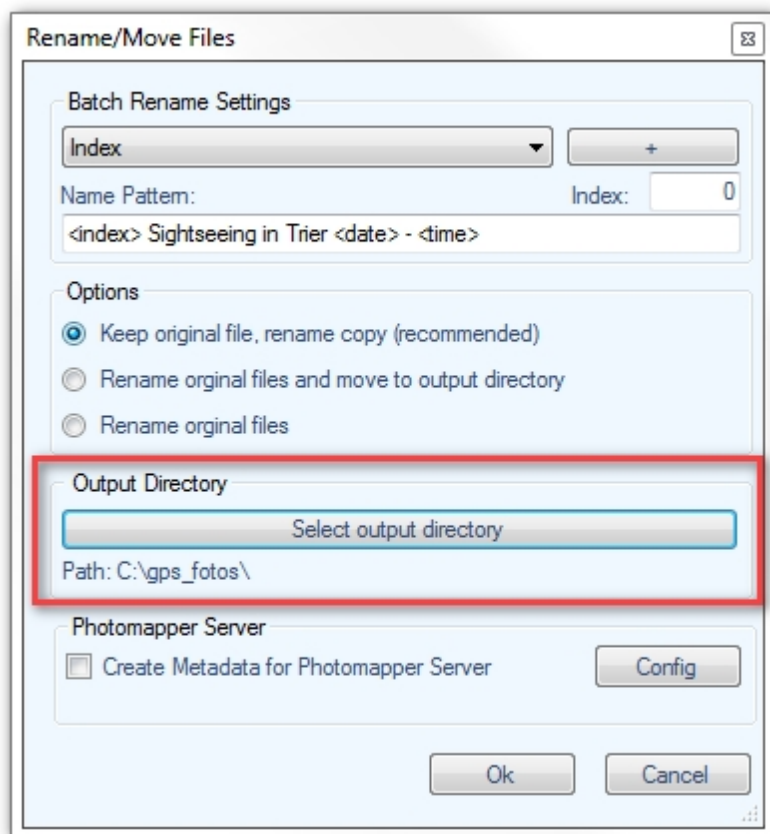 Rename/Move Files
Batch Rename Settings
Index +
Name Pattern: Index: 0
<index> Sightseeing in Trier <date> - <time>
Options
Keep original file, rename copy (recommended)
Rename orginal files and move to output directory
Rename orginal files
Output Directory
Select output directory
Path: C:\gps_fotos\
Photomapper Server
Create Metadata for Photomapper Server Config
Ok Cancel